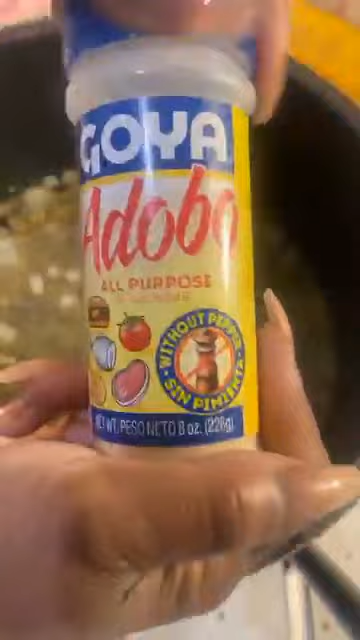 GOYA
Adobo
ALL PURPOSE
WITHOUT PEPPER
SIN PIMIENTA
NET WT. PESO NETO 8 oz. (226g)